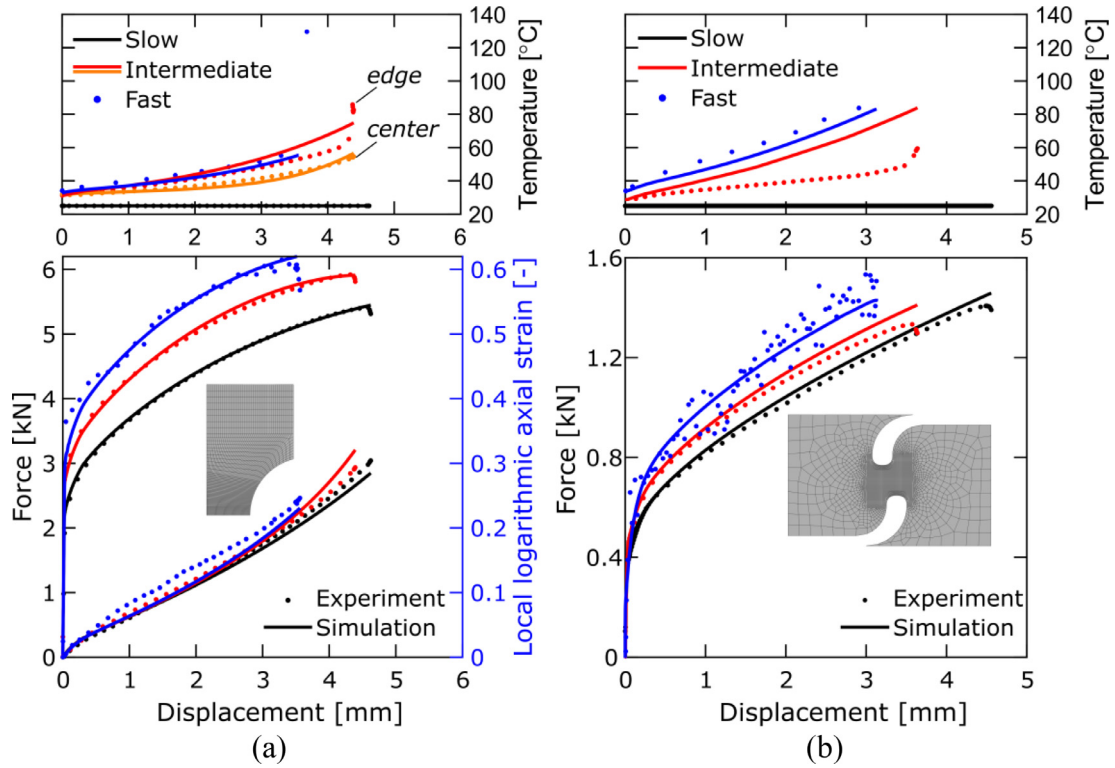 140
120
100
80
60
40
20
Temperature [°C]
Slow
Intermediate
Fast
edge
center
0 1 2 3 4 5 6
6
5
4
3
2
1
0
Force [kN]
0.6
0.5
0.4
0.3
0.2
0.1
0
Local logarithmic axial strain [-]
Experiment
Simulation
0 1 2 3 4 5 6
Displacement [mm]
(a)
140
120
100
80
60
40
20
Temperature [°C]
Slow
Intermediate
Fast
0 1 2 3 4 5
1.6
1.2
0.8
0.4
0
Force [kN]
Experiment
Simulation
0 1 2 3 4 5
Displacement [mm]
(b)